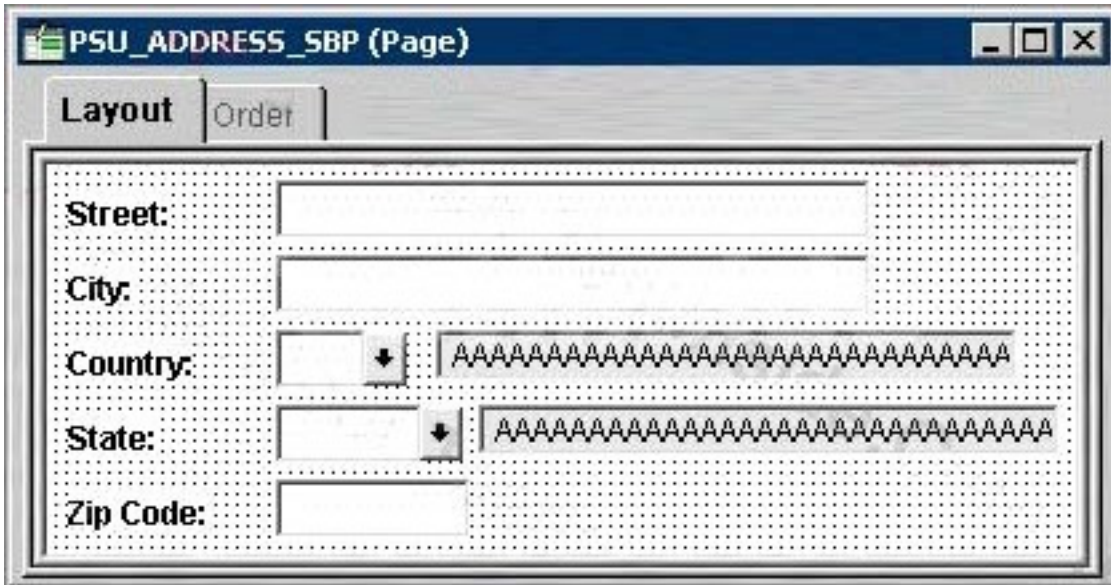 PSU_ADDRESS_SBP (Page)
Layout Order
Street:
City:
Country: AAAAAAAAAAAAAAAAAAAAAAAAAAAAAA
State: AAAAAAAAAAAAAAAAAAAAAAAAAAAAAA
Zip Code: